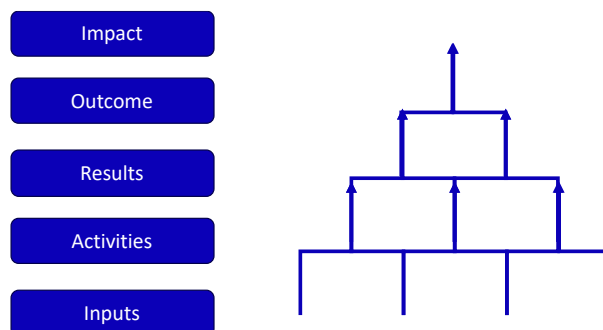 Impact
Outcome
Results
Activities
Inputs